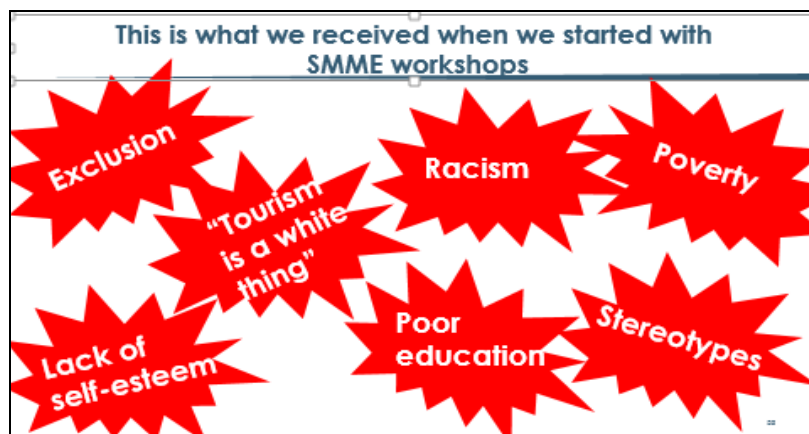 This is what we received when we started with
SMME workshops
Exclusion
“Tourism
is a white
thing”
Racism
Poverty
Lack of
self-esteem
Poor
education
Stereotypes